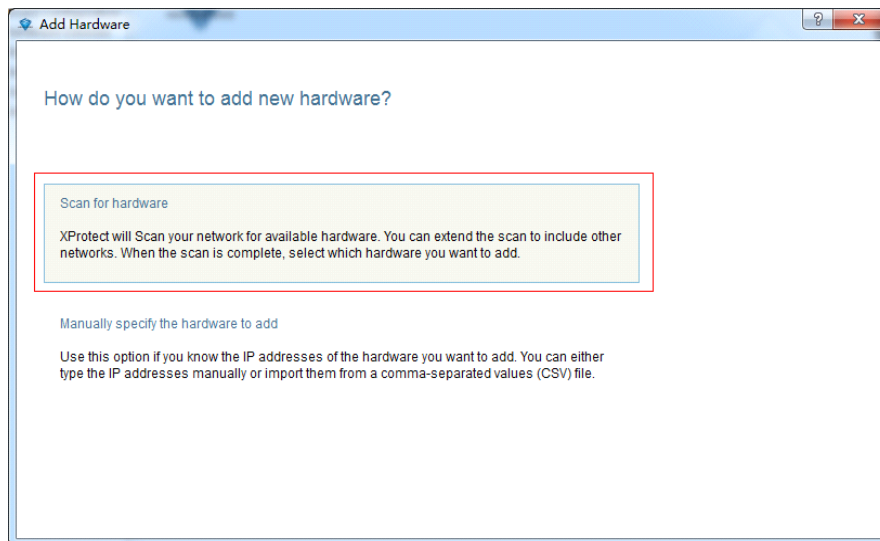 Add Hardware
How do you want to add new hardware?
Scan for hardware
XProtect will Scan your network for available hardware. You can extend the scan to include other
networks. When the scan is complete, select which hardware you want to add.
Manually specify the hardware to add
Use this option if you know the IP addresses of the hardware you want to add. You can either
type the IP addresses manually or import them from a comma-separated values (CSV) file.